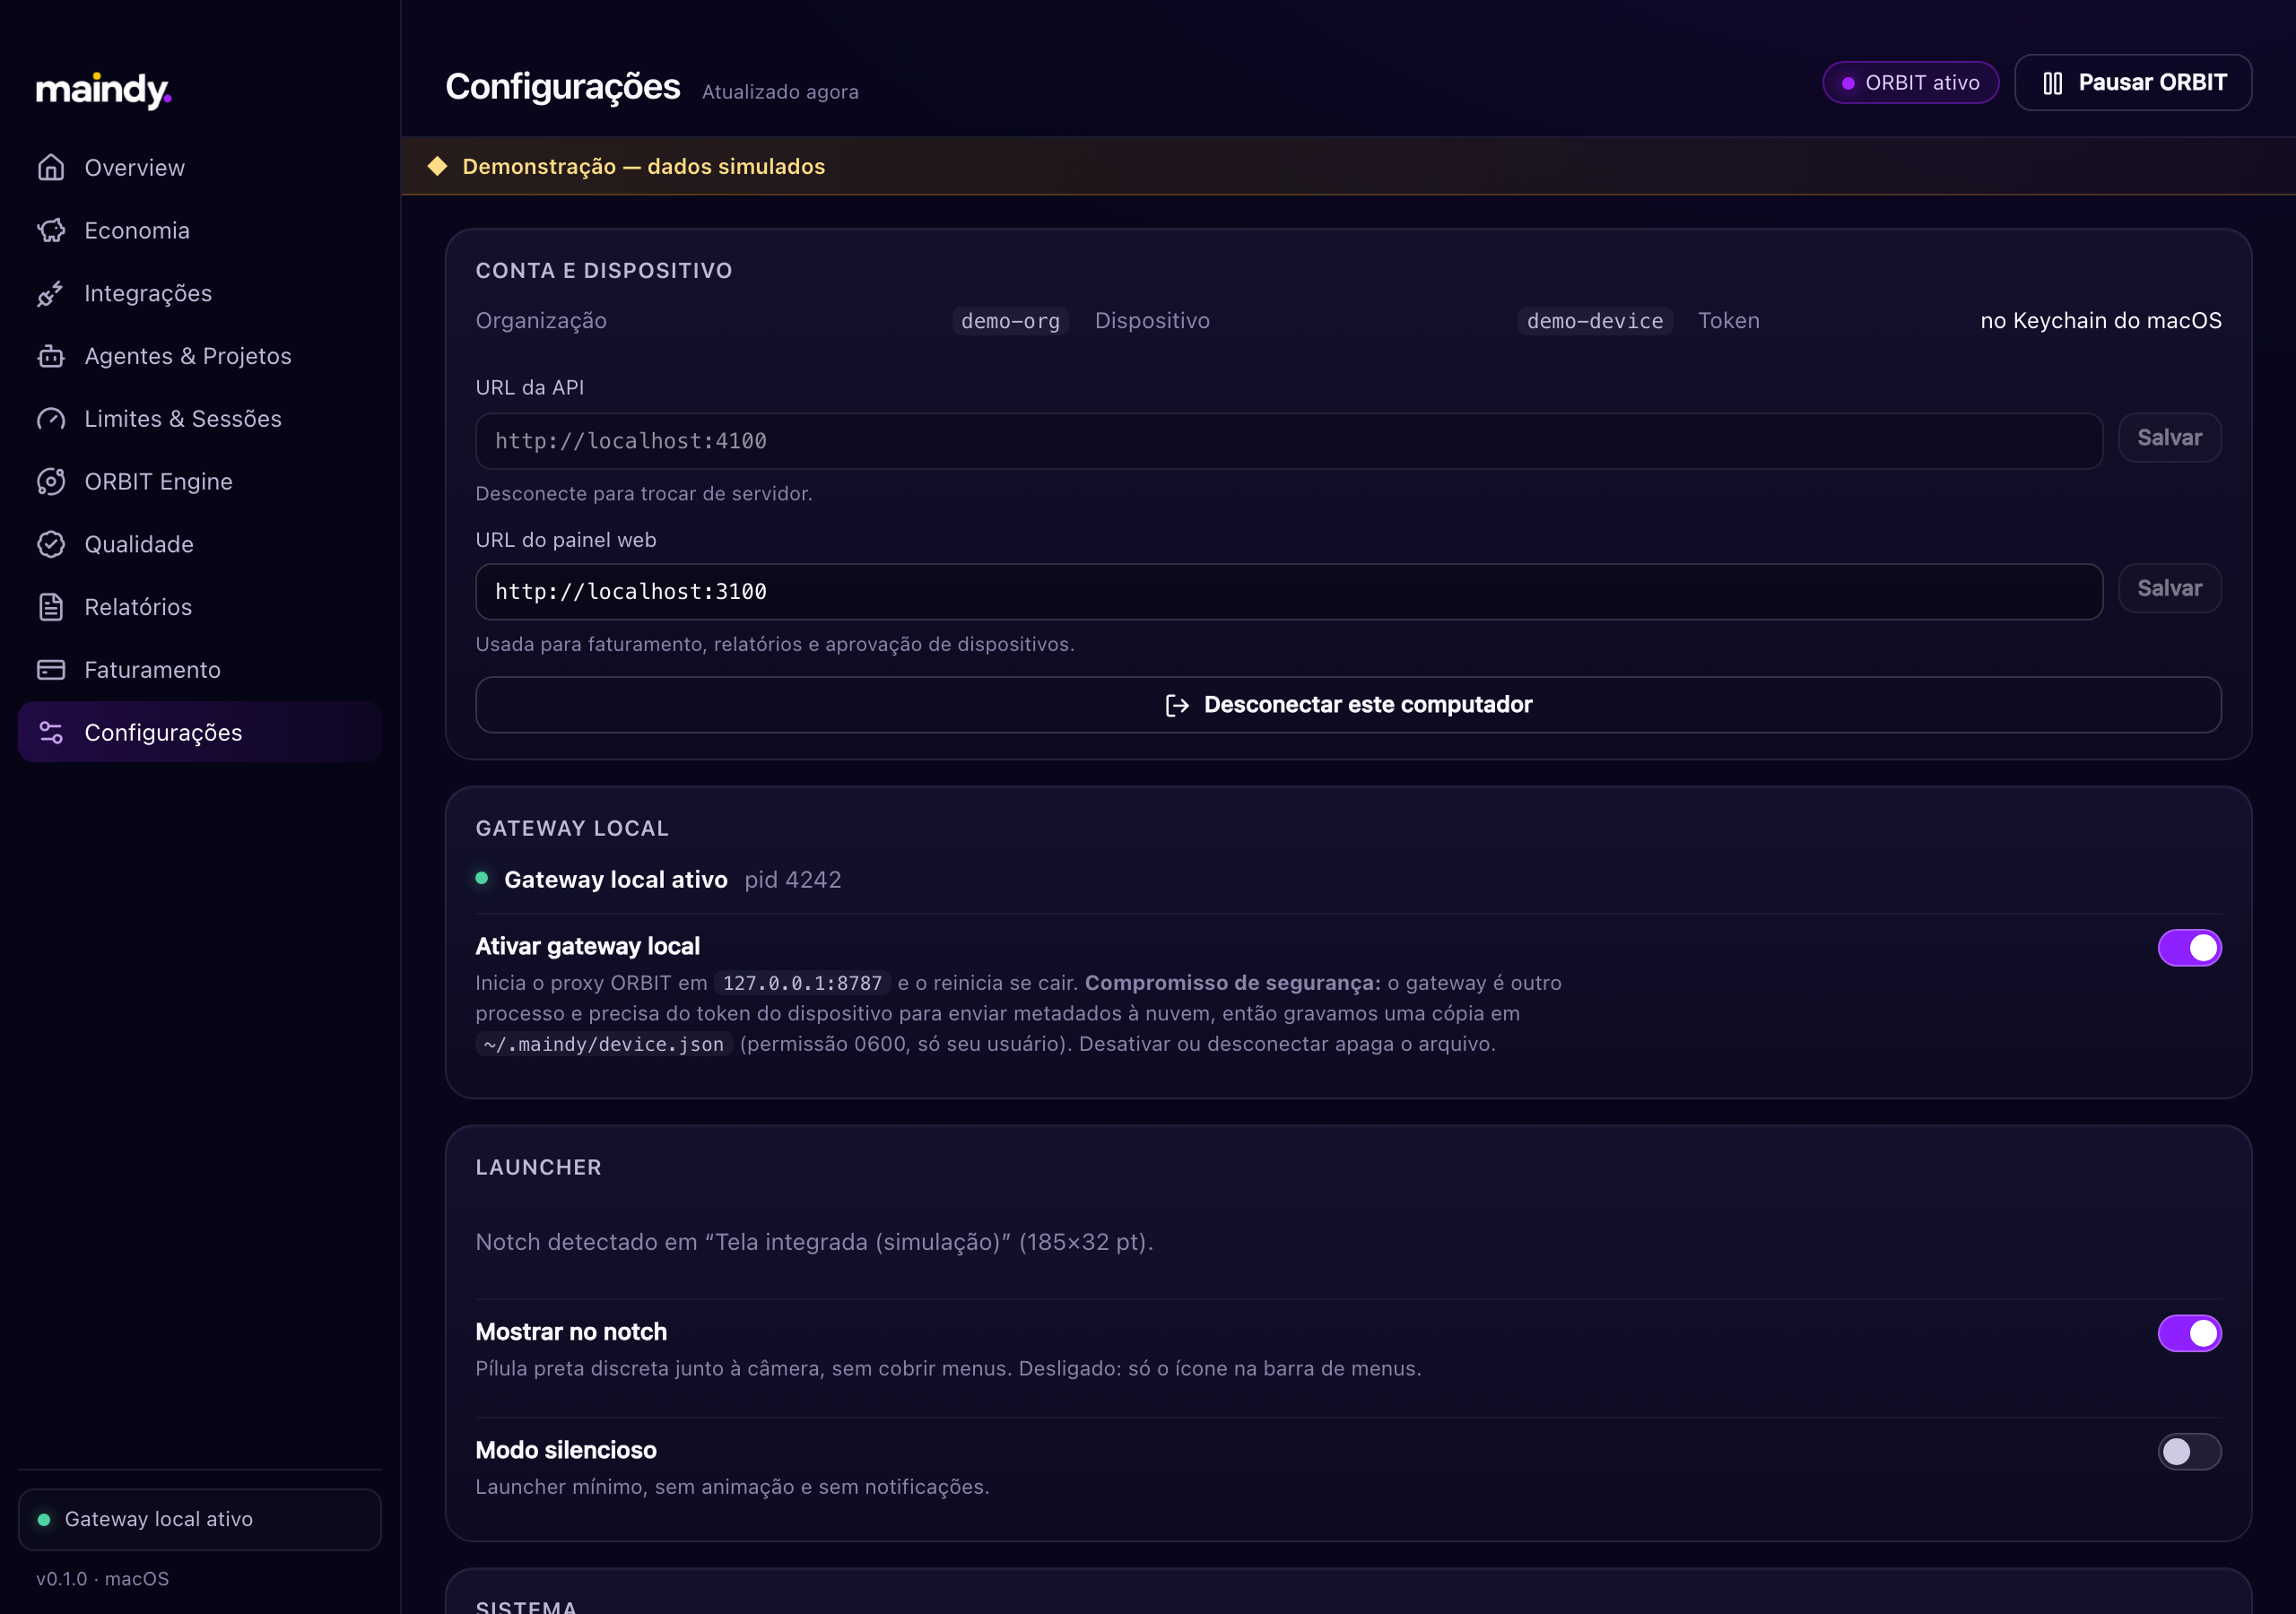 maindy.
Overview
Economia
Integrações
Agentes & Projetos
Limites & Sessões
ORBIT Engine
Qualidade
Relatórios
Faturamento
Configurações
Gateway local ativo
v0.1.0 · macOS
Configurações Atualizado agora
ORBIT ativo
Pausar ORBIT
Demonstração — dados simulados
CONTA E DISPOSITIVO
Organização demo-org Dispositivo demo-device Token no Keychain do macOS
URL da API
http://localhost:4100 Salvar
Desconecte para trocar de servidor.
URL do painel web
http://localhost:3100 Salvar
Usada para faturamento, relatórios e aprovação de dispositivos.
Desconectar este computador
GATEWAY LOCAL
Gateway local ativo pid 4242
Ativar gateway local
Inicia o proxy ORBIT em 127.0.0.1:8787 e o reinicia se cair. Compromisso de segurança: o gateway é outro
processo e precisa do token do dispositivo para enviar metadados à nuvem, então gravamos uma cópia em
~/.maindy/device.json (permissão 0600, só seu usuário). Desativar ou desconectar apaga o arquivo.
LAUNCHER
Notch detectado em “Tela integrada (simulação)” (185×32 pt).
Mostrar no notch
Pílula preta discreta junto à câmera, sem cobrir menus. Desligado: só o ícone na barra de menus.
Modo silencioso
Launcher mínimo, sem animação e sem notificações.
SISTEMA